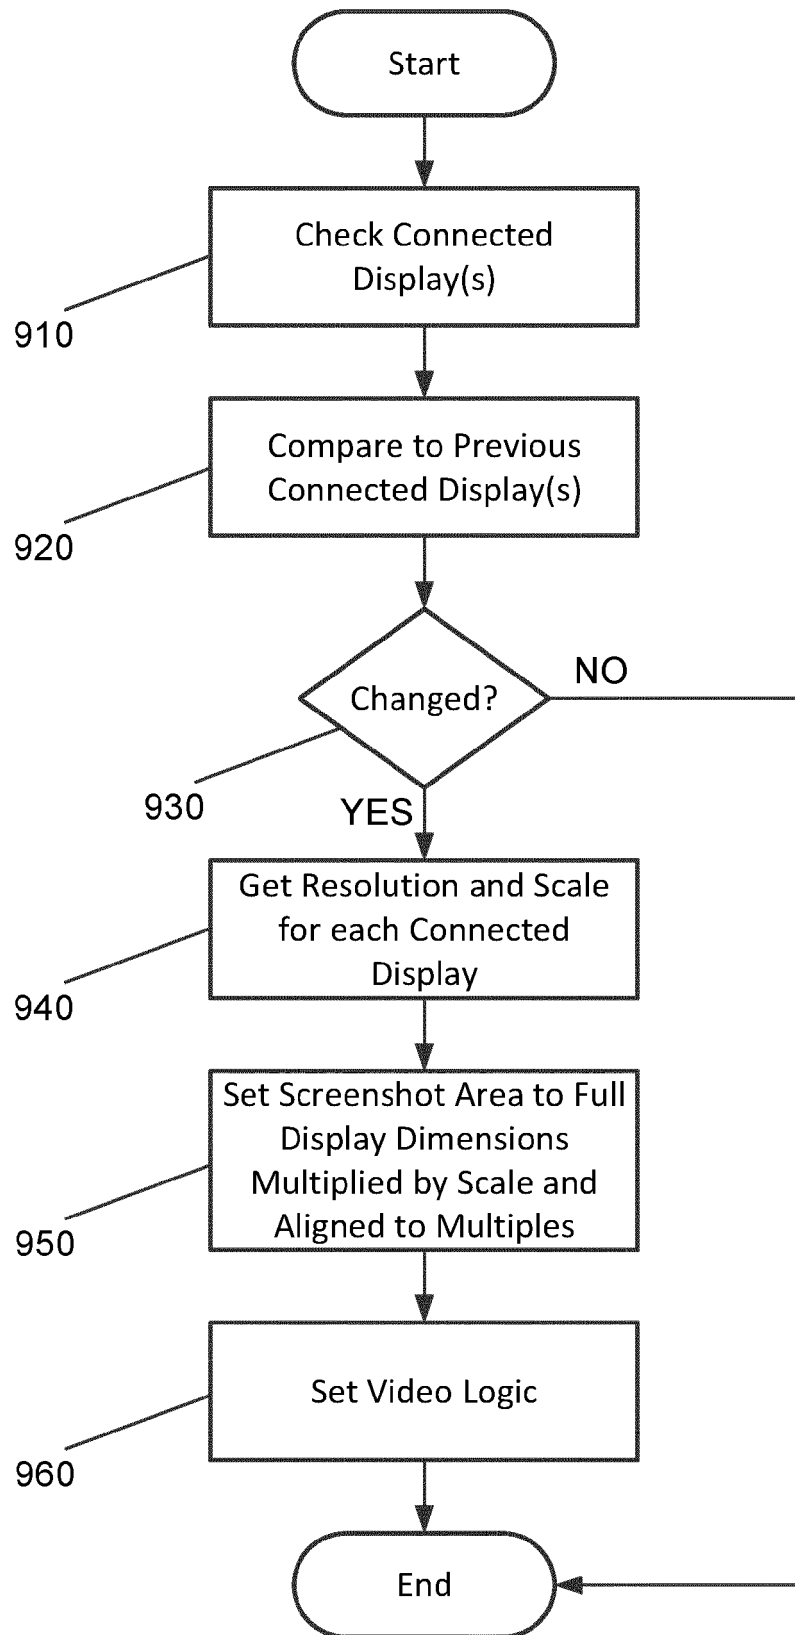 Start
Check Connected
Display(s)
910
Compare to Previous
Connected Display(s)
920
Changed?
NO
930
YES
Get Resolution and Scale
for each Connected
Display
940
Set Screenshot Area to Full
Display Dimensions
Multiplied by Scale and
Aligned to Multiples
950
Set Video Logic
960
End